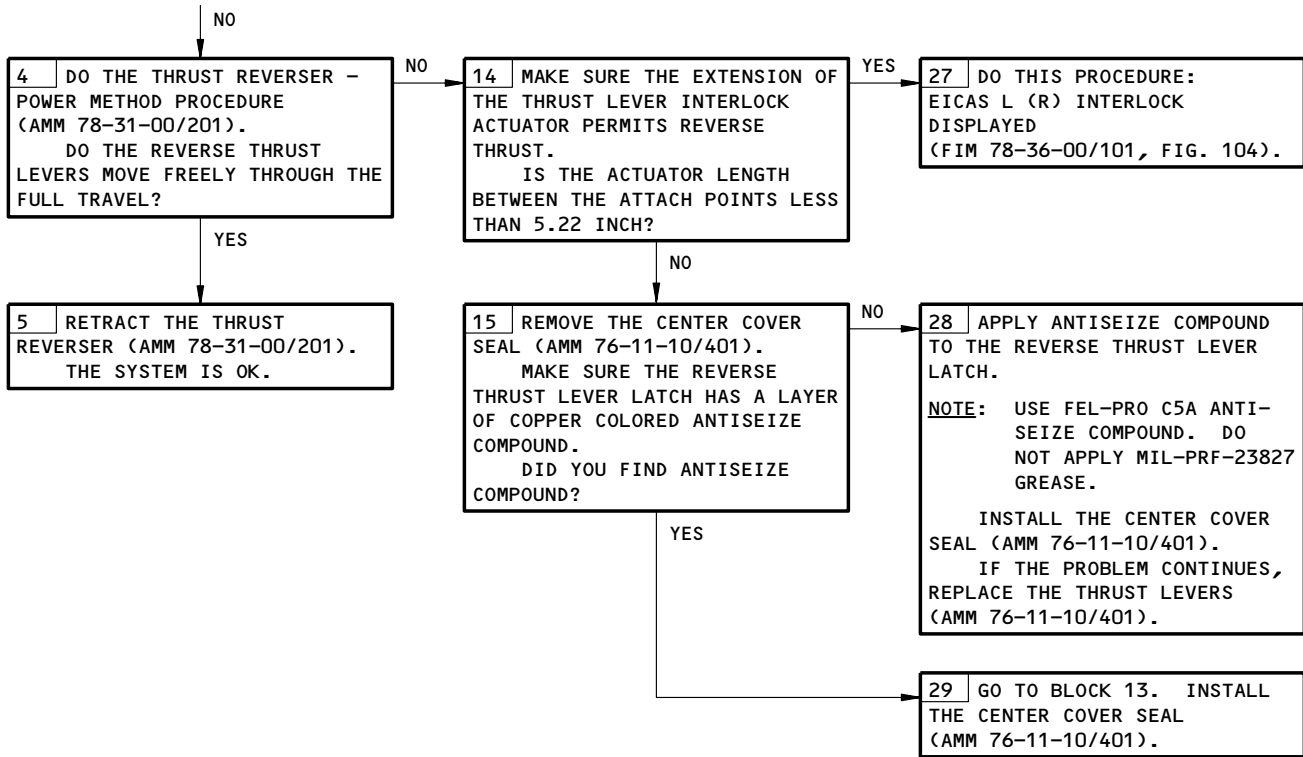 NO
4 DO THE THRUST REVERSER –
POWER METHOD PROCEDURE
(AMM 78–31–00/201).
DO THE REVERSE THRUST
LEVERS MOVE FREELY THROUGH THE
FULL TRAVEL?
NO
YES
5 RETRACT THE THRUST
REVERSER (AMM 78–31–00/201).
THE SYSTEM IS OK.
14 MAKE SURE THE EXTENSION OF
THE THRUST LEVER INTERLOCK
ACTUATOR PERMITS REVERSE
THRUST.
IS THE ACTUATOR LENGTH
BETWEEN THE ATTACH POINTS LESS
THAN 5.22 INCH?
YES
NO
27 DO THIS PROCEDURE:
EICAS L (R) INTERLOCK
DISPLAYED
(FIM 78–36–00/101, FIG. 104).
15 REMOVE THE CENTER COVER
SEAL (AMM 76–11–10/401).
MAKE SURE THE REVERSE
THRUST LEVER LATCH HAS A LAYER
OF COPPER COLORED ANTISEIZE
COMPOUND.
DID YOU FIND ANTISEIZE
COMPOUND?
NO
YES
28 APPLY ANTISEIZE COMPOUND
TO THE REVERSE THRUST LEVER
LATCH.
NOTE: USE FEL–PRO C5A ANTI–
SEIZE COMPOUND. DO
NOT APPLY MIL–PRF–23827
GREASE.
INSTALL THE CENTER COVER
SEAL (AMM 76–11–10/401).
IF THE PROBLEM CONTINUES,
REPLACE THE THRUST LEVERS
(AMM 76–11–10/401).
29 GO TO BLOCK 13. INSTALL
THE CENTER COVER SEAL
(AMM 76–11–10/401).